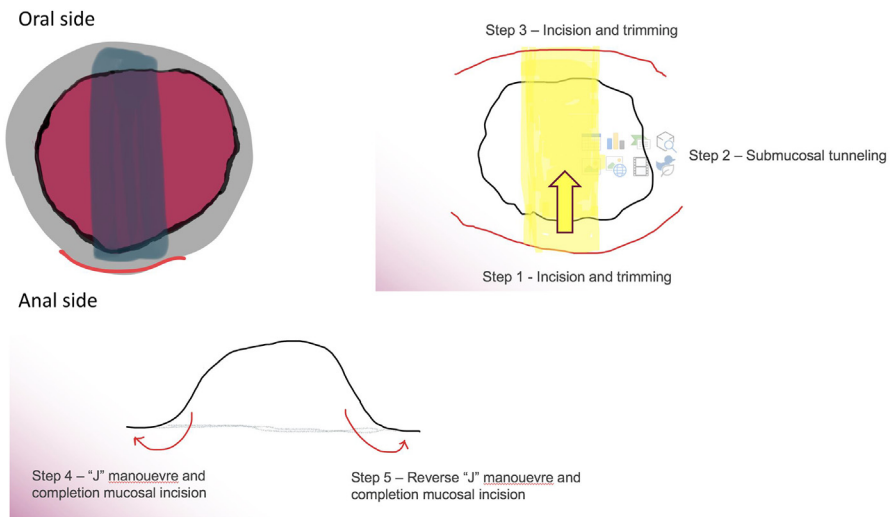 Oral side
Step 3 – Incision and trimming
Step 2 – Submucosal tunneling
Step 1 - Incision and trimming
Anal side
Step 4 – “J” manouevre and
completion mucosal incision
Step 5 – Reverse “J” manouevre and
completion mucosal incision